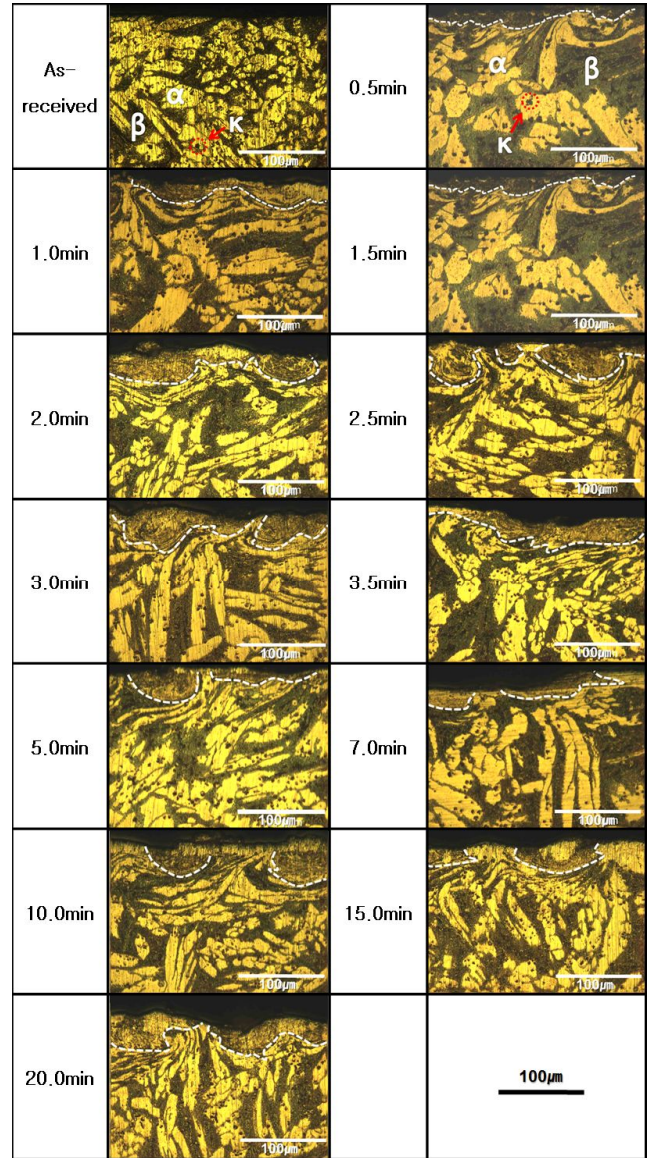 As-
received
α
β
κ
100㎛
0.5min
α
β
κ
100㎛
1.0min
100㎛
1.5min
100㎛
2.0min
100㎛
2.5min
100㎛
3.0min
100㎛
3.5min
100㎛
5.0min
100㎛
7.0min
100㎛
10.0min
100㎛
15.0min
100㎛
20.0min
100㎛
100㎛